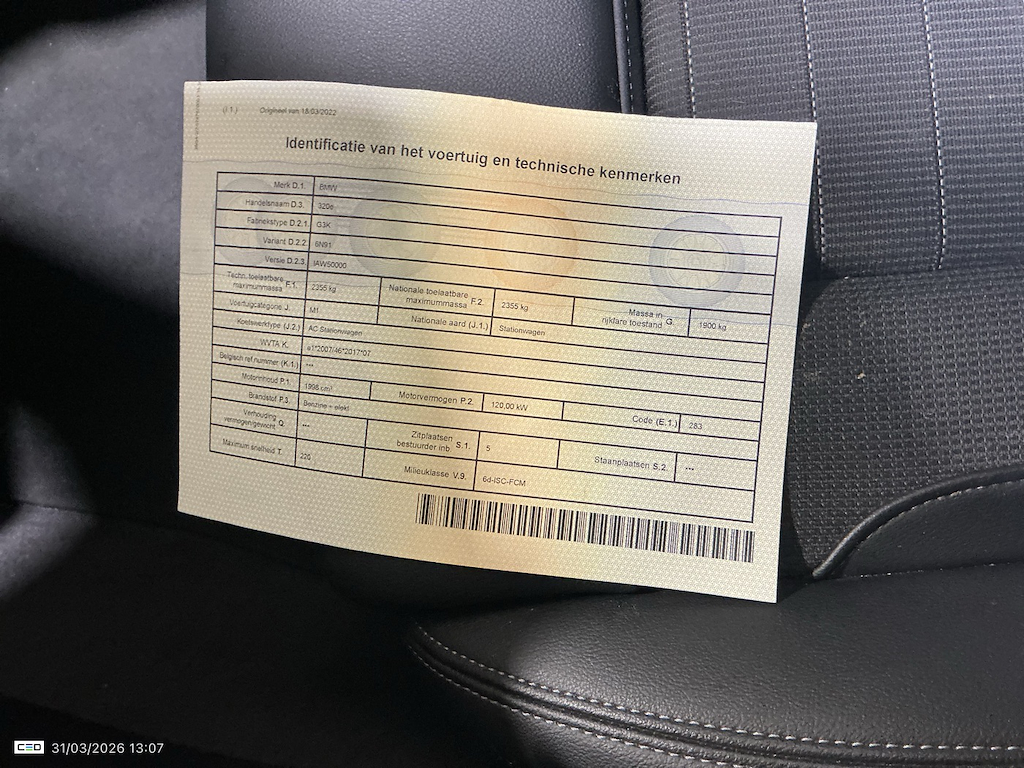 (I 1.) Origineel van 18/03/2022
Identificatie van het voertuig en technische kenmerken
Merk D.1. BMW
Handelsnaam D.3. 320e
Fabriekstype D.2.1. G3K
Variant D.2.2. 6N91
Versie D.2.3. IAW50000
Techn. toelaatbare maximummassa F.1. 2355 kg Nationale toelaatbare maximummassa F.2. 2355 kg Massa in rijklare toestand G. 1900 kg
Voertuigcategorie J. M1 Nationale aard (J.1.) Stationwagen
Koetswerktype (J.2.) AC Stationwagen
WVTA K. e1*2007/46*2017*07
Belgisch ref.nummer (K.1.) ***
Motorinhoud P.1. 1998 cm³ Motorvermogen P.2. 120,00 kW Code (E.1.) 283
Brandstof P.3. Benzine + elekt
Verhouding vermogen/gewicht Q. --- Zitplaatsen bestuurder inb. S.1. 5 Staanplaatsen S.2. ---
Maximum snelheid T. 220 Milieuklasse V.9. 6d-ISC-FCM
CEO 31/03/2026 13:07